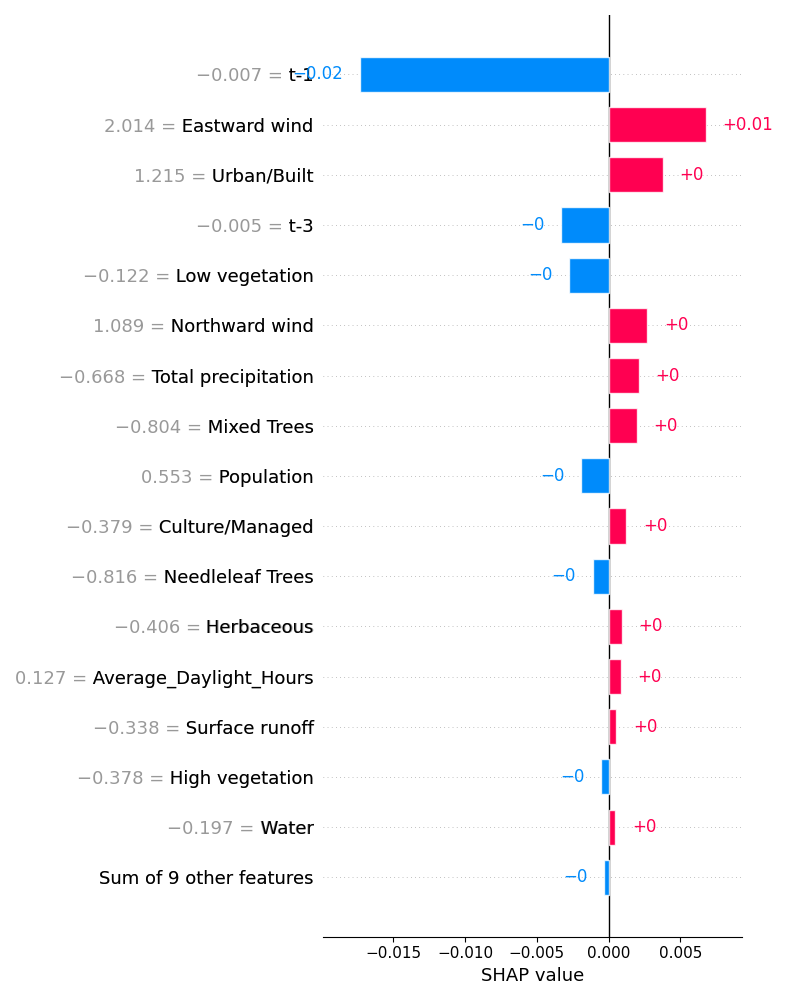 −0.007 = t-1 −0.02
2.014 = Eastward wind +0.01
1.215 = Urban/Built +0
−0.005 = t-3 −0
−0.122 = Low vegetation −0
1.089 = Northward wind +0
−0.668 = Total precipitation +0
−0.804 = Mixed Trees +0
0.553 = Population −0
−0.379 = Culture/Managed +0
−0.816 = Needleleaf Trees −0
−0.406 = Herbaceous +0
0.127 = Average_Daylight_Hours +0
−0.338 = Surface runoff +0
−0.378 = High vegetation −0
−0.197 = Water +0
Sum of 9 other features −0
−0.015 −0.010 −0.005 0.000 0.005
SHAP value